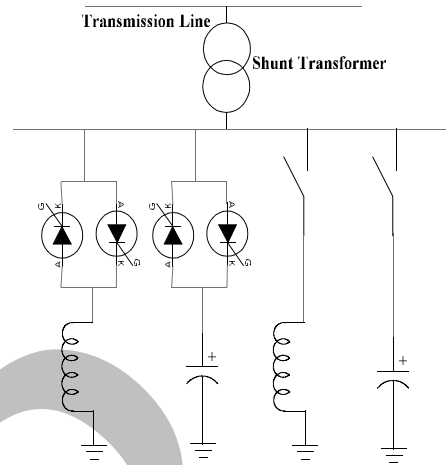 Transmission Line
Shunt Transformer
G K A G K A
A K G A K G
+ +